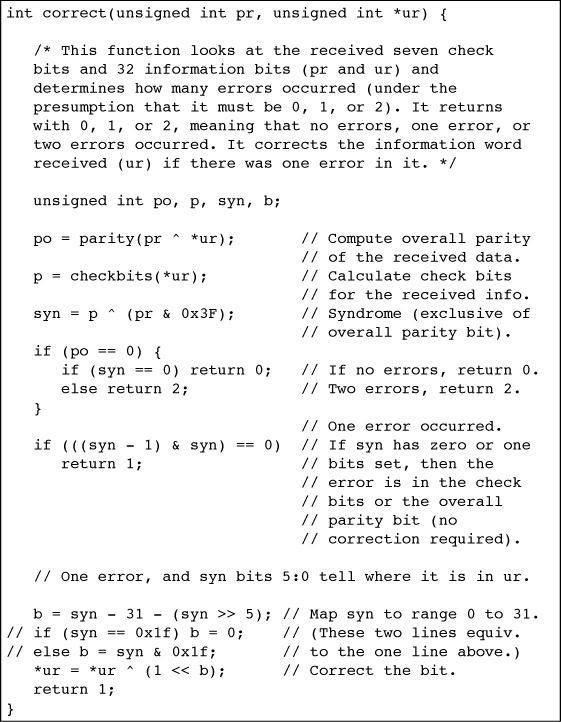 int correct(unsigned int pr, unsigned int *ur) {
/* This function looks at the received seven check
bits and 32 information bits (pr and ur) and
determines how many errors occurred (under the
presumption that it must be 0, 1, or 2). It returns
with 0, 1, or 2, meaning that no errors, one error, or
two errors occurred. It corrects the information word
received (ur) if there was one error in it. */
unsigned int po, p, syn, b;
po = parity(pr ^ *ur); // Compute overall parity
// of the received data.
p = checkbits(*ur); // Calculate check bits
// for the received info.
syn = p ^ (pr & 0x3F); // Syndrome (exclusive of
// overall parity bit).
if (po == 0) {
if (syn == 0) return 0; // If no errors, return 0.
else return 2; // Two errors, return 2.
}
// One error occurred.
if (((syn - 1) & syn) == 0) // If syn has zero or one
return 1; // bits set, then the
// error is in the check
// bits or the overall
// parity bit (no
// correction required).
// One error, and syn bits 5:0 tell where it is in ur.
b = syn - 31 - (syn >> 5); // Map syn to range 0 to 31.
// if (syn == 0x1f) b = 0; // (These two lines equiv.
// else b = syn & 0x1f; // to the one line above.)
*ur = *ur ^ (1 << b); // Correct the bit.
return 1;
}